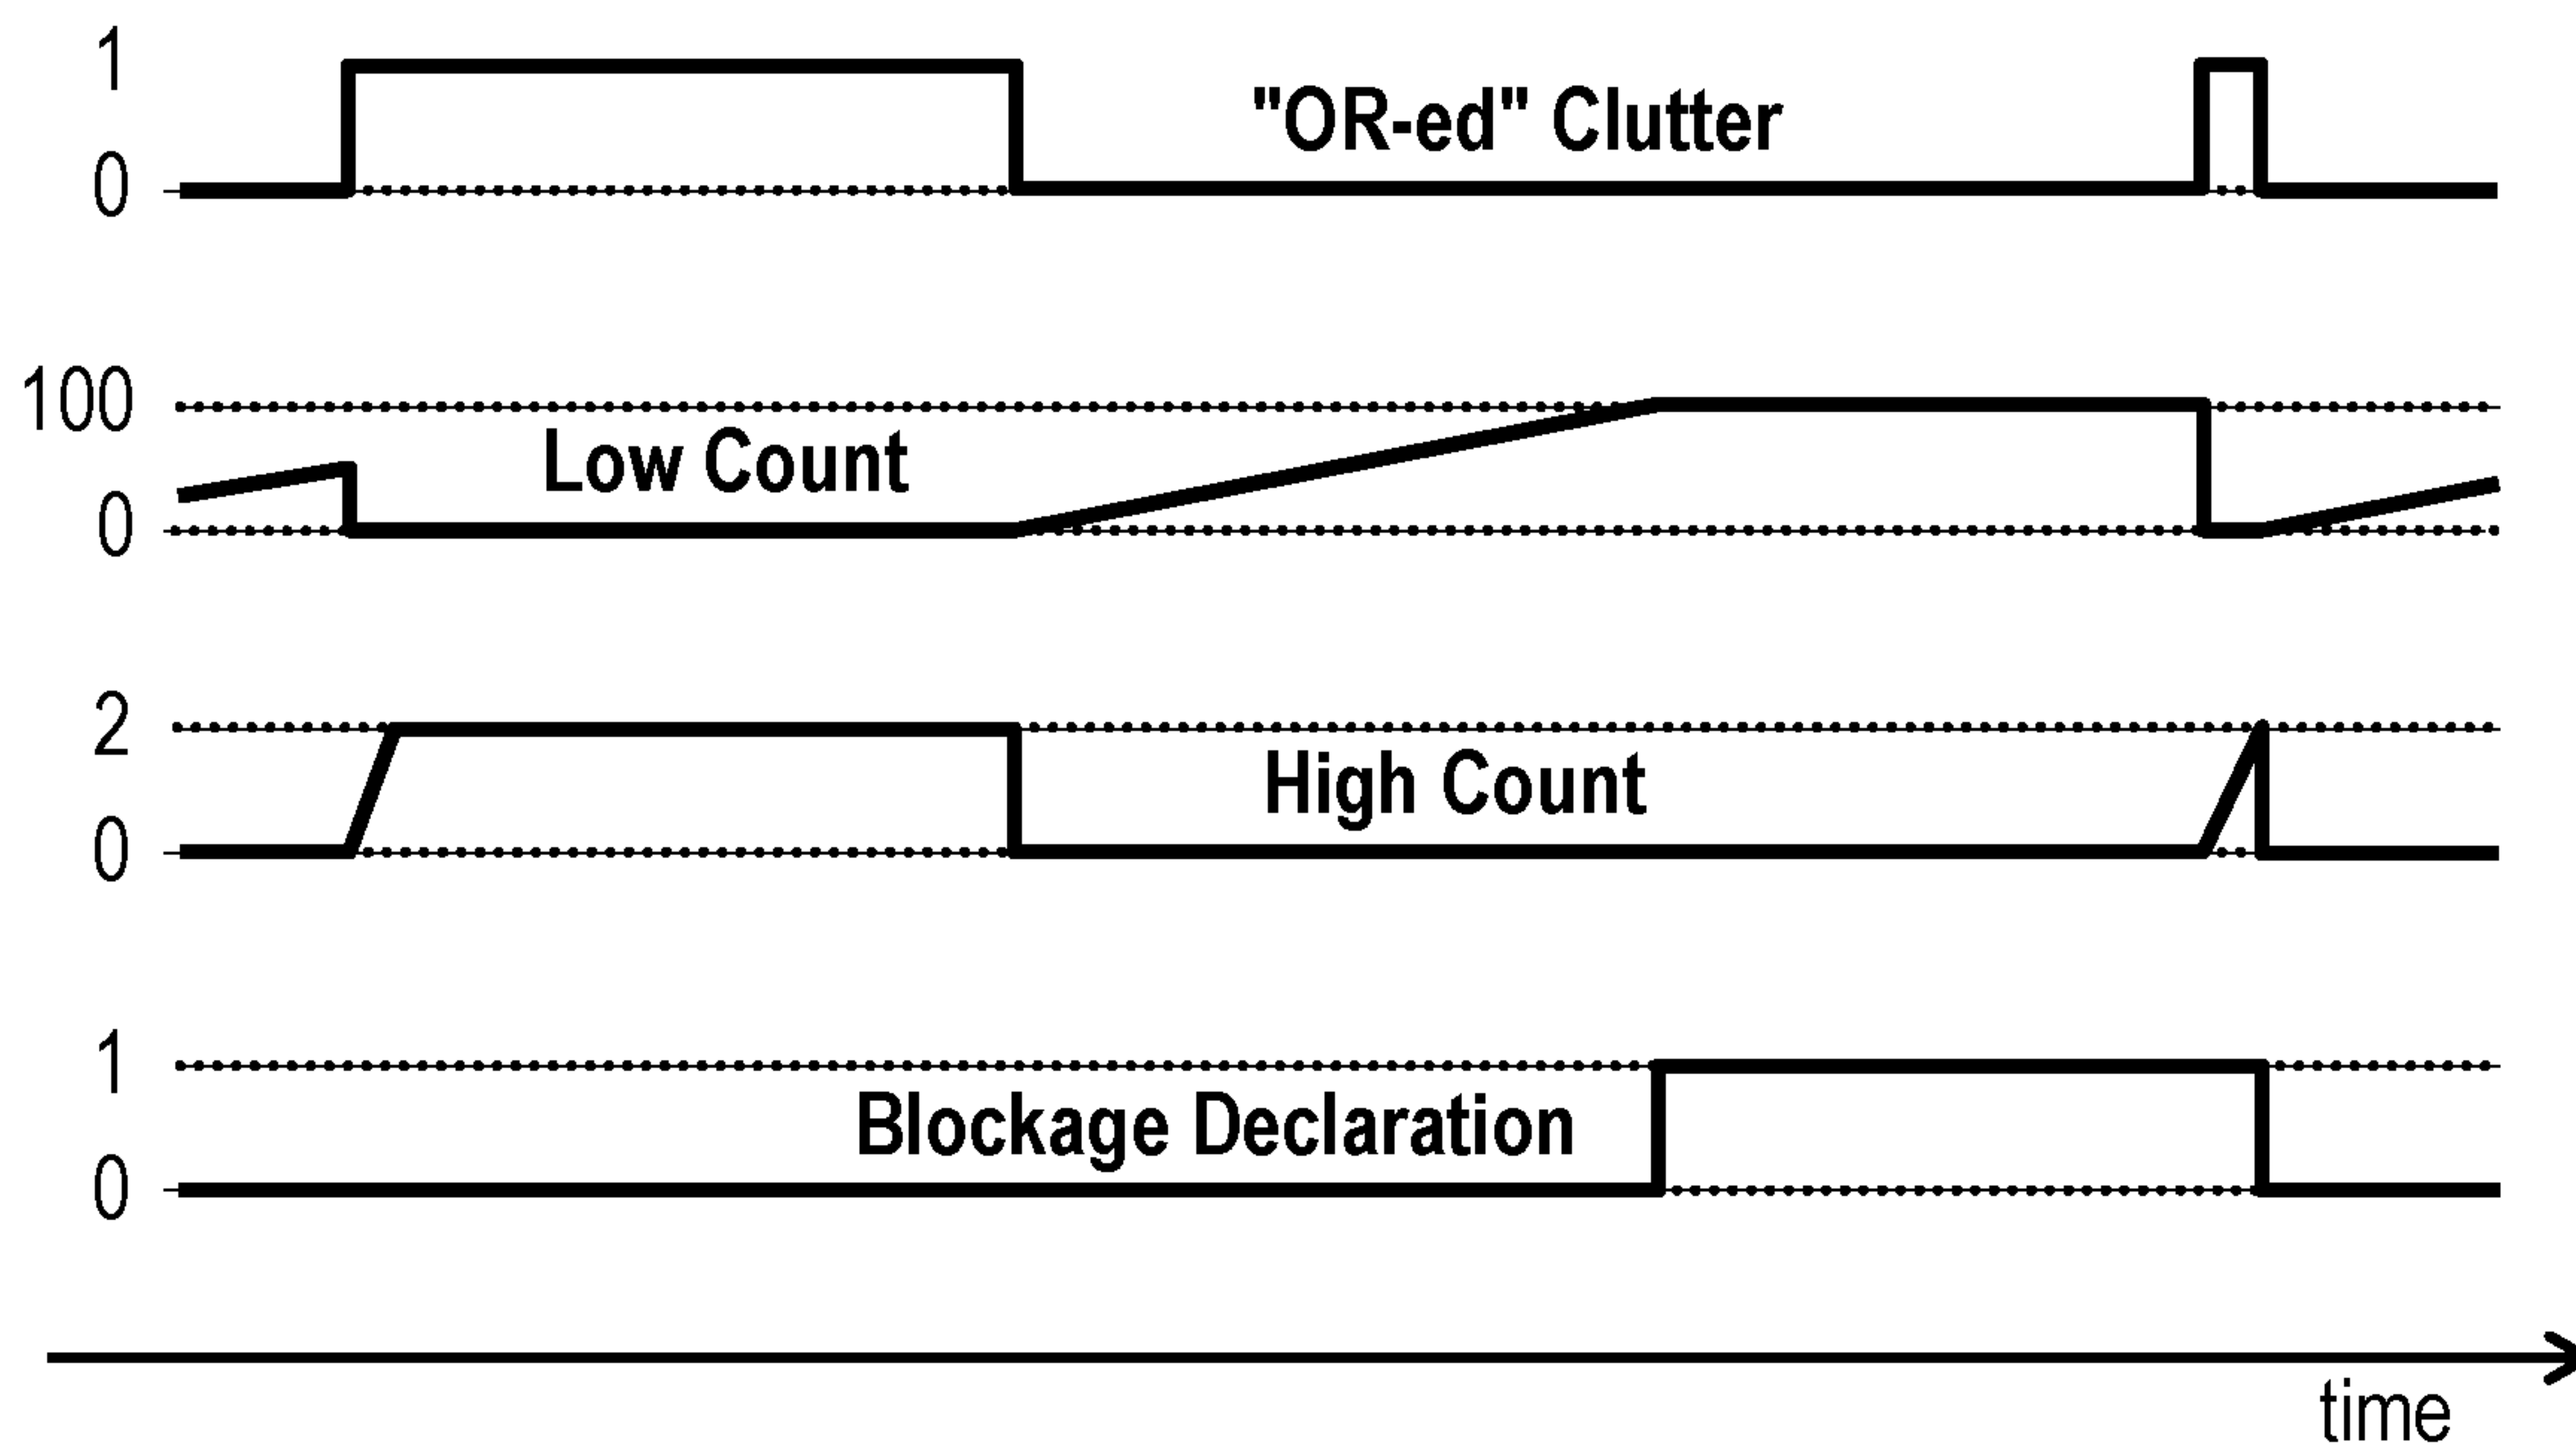 1
"OR-ed" Clutter
0
100
Low Count
0
2
High Count
0
1
Blockage Declaration
0
time